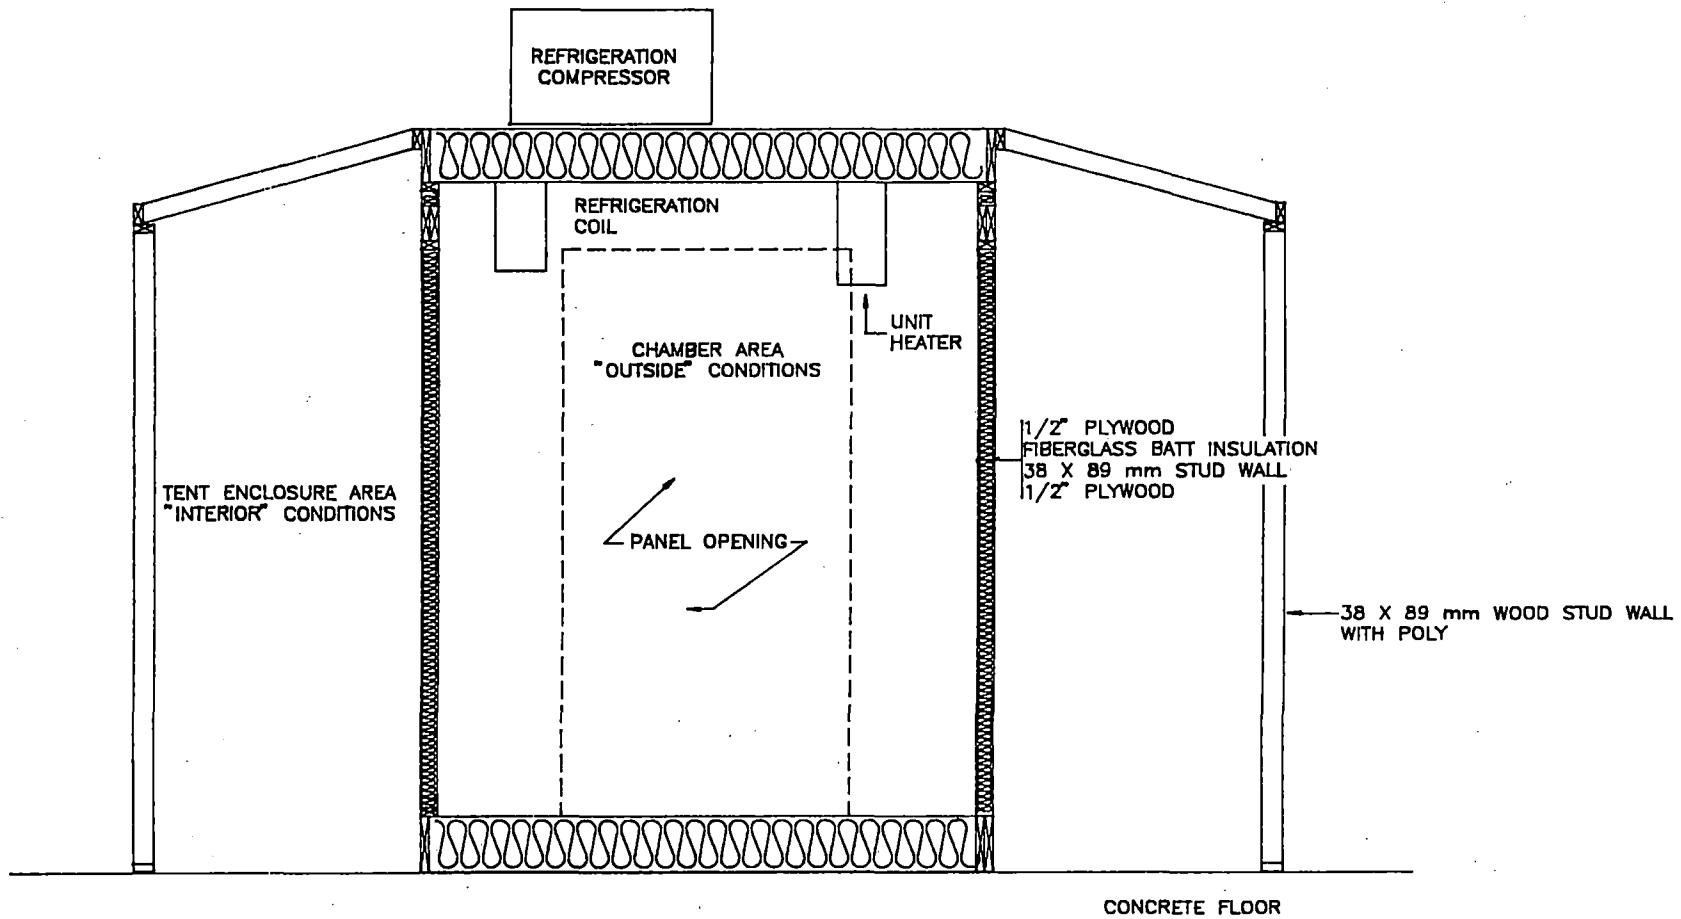 REFRIGERATION
COMPRESSOR
REFRIGERATION
COIL
UNIT
HEATER
CHAMBER AREA
"OUTSIDE" CONDITIONS
1/2" PLYWOOD
FIBERGLASS BATT INSULATION
38 X 89 mm STUD WALL
1/2" PLYWOOD
TENT ENCLOSURE AREA
"INTERIOR" CONDITIONS
PANEL OPENING
38 X 89 mm WOOD STUD WALL
WITH POLY
CONCRETE FLOOR